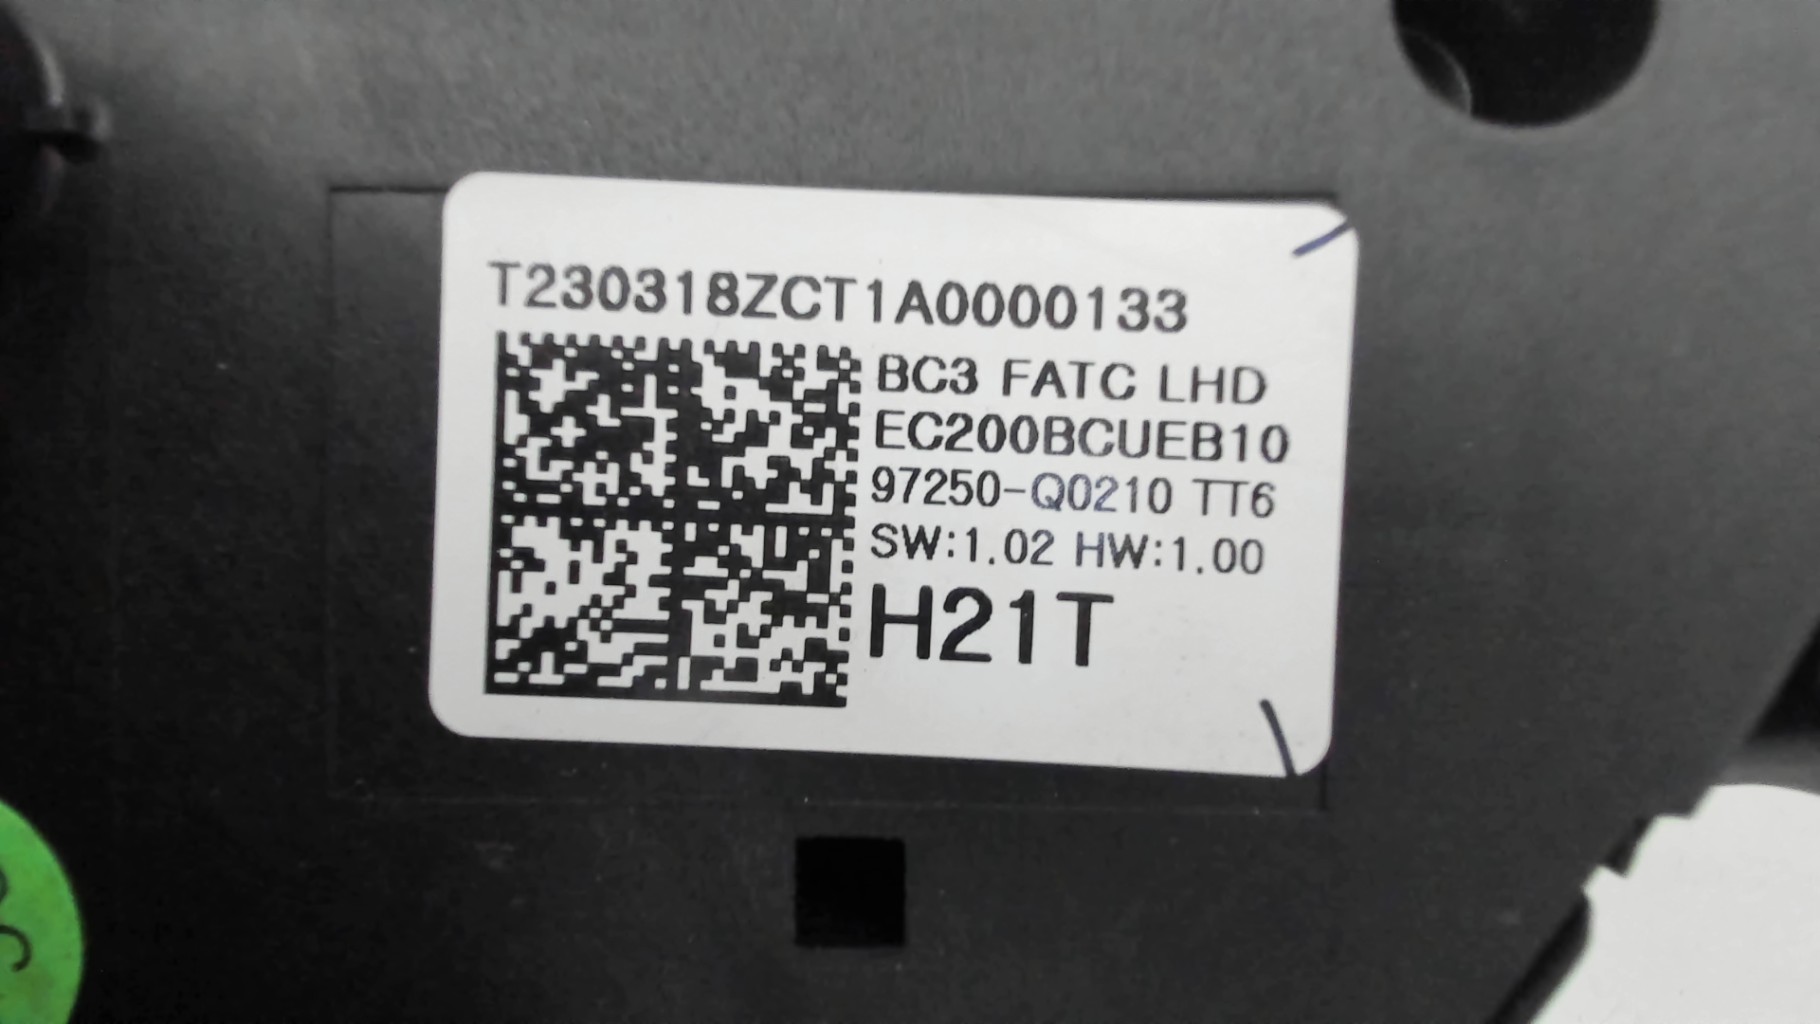 T230318ZCT1A0000133
BC3 FATC LHD
EC200BCUEB10
97250-Q0210 TT6
SW:1.02 HW:1.00
H21T